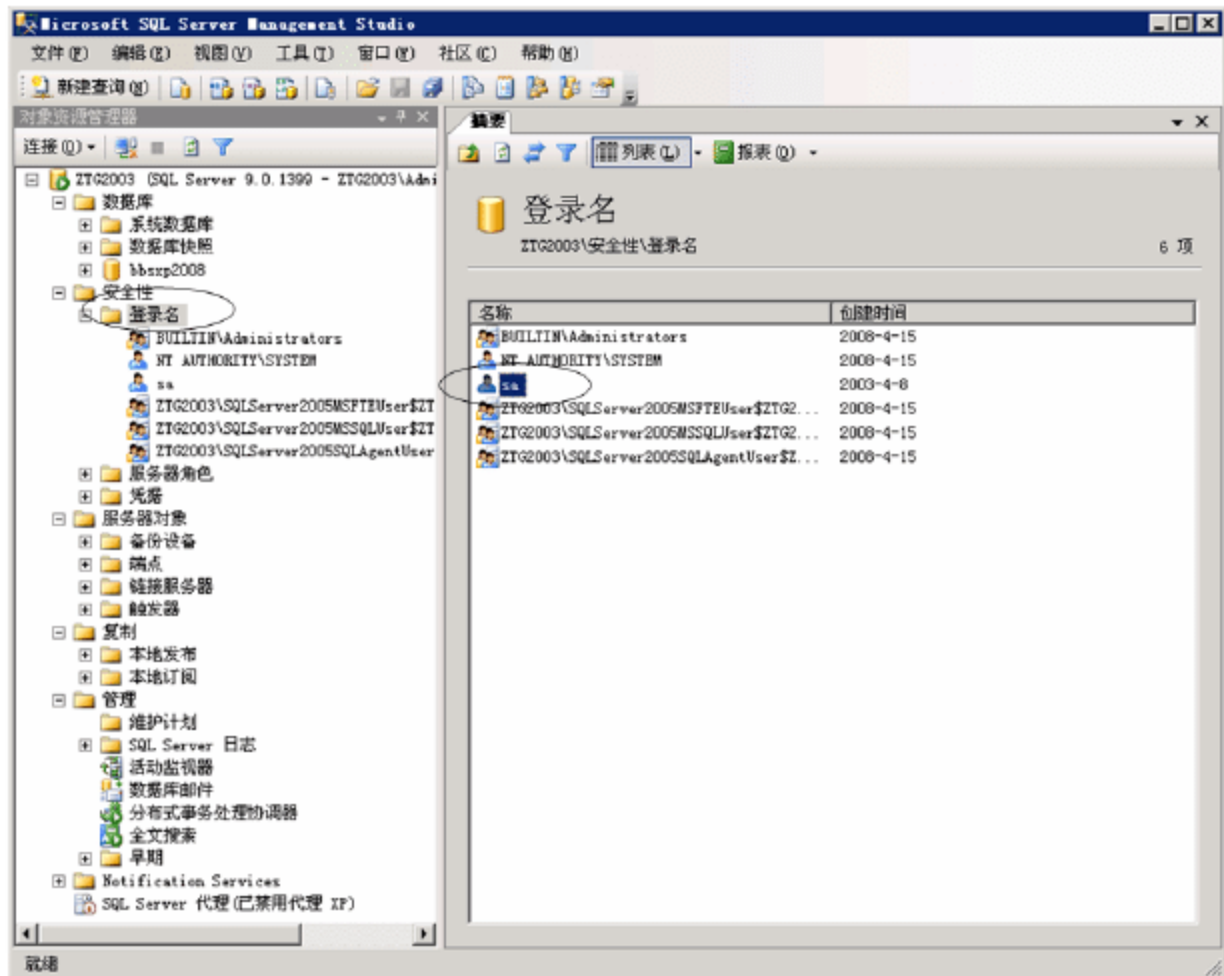 Microsoft SQL Server Management Studio
文件(F) 编辑(E) 视图(V) 工具(T) 窗口(W) 社区(C) 帮助(H)
新建查询(N)
对象资源管理器
连接(O)
ZTG2003 (SQL Server 9.0.1399 - ZTG2003\Admi
数据库
系统数据库
数据库快照
bbsxp2008
安全性
登录名
BUILTIN\Administrators
NT AUTHORITY\SYSTEM
sa
ZTG2003\SQLServer2005MSFTEUser$ZT
ZTG2003\SQLServer2005MSSQLUser$ZT
ZTG2003\SQLServer2005SQLAgentUser
服务器角色
凭据
服务器对象
备份设备
端点
链接服务器
触发器
复制
本地发布
本地订阅
管理
维护计划
SQL Server 日志
活动监视器
数据库邮件
分布式事务处理协调器
全文搜索
早期
Notification Services
SQL Server 代理(已禁用代理 XP)
摘要
列表(L) 报表(O)
登录名
ZTG2003\安全性\登录名 6 项
名称 创建时间
BUILTIN\Administrators 2008-4-15
NT AUTHORITY\SYSTEM 2008-4-15
sa 2003-4-8
ZTG2003\SQLServer2005MSFTEUser$ZTG2... 2008-4-15
ZTG2003\SQLServer2005MSSQLUser$ZTG2... 2008-4-15
ZTG2003\SQLServer2005SQLAgentUser$Z... 2008-4-15
就绪